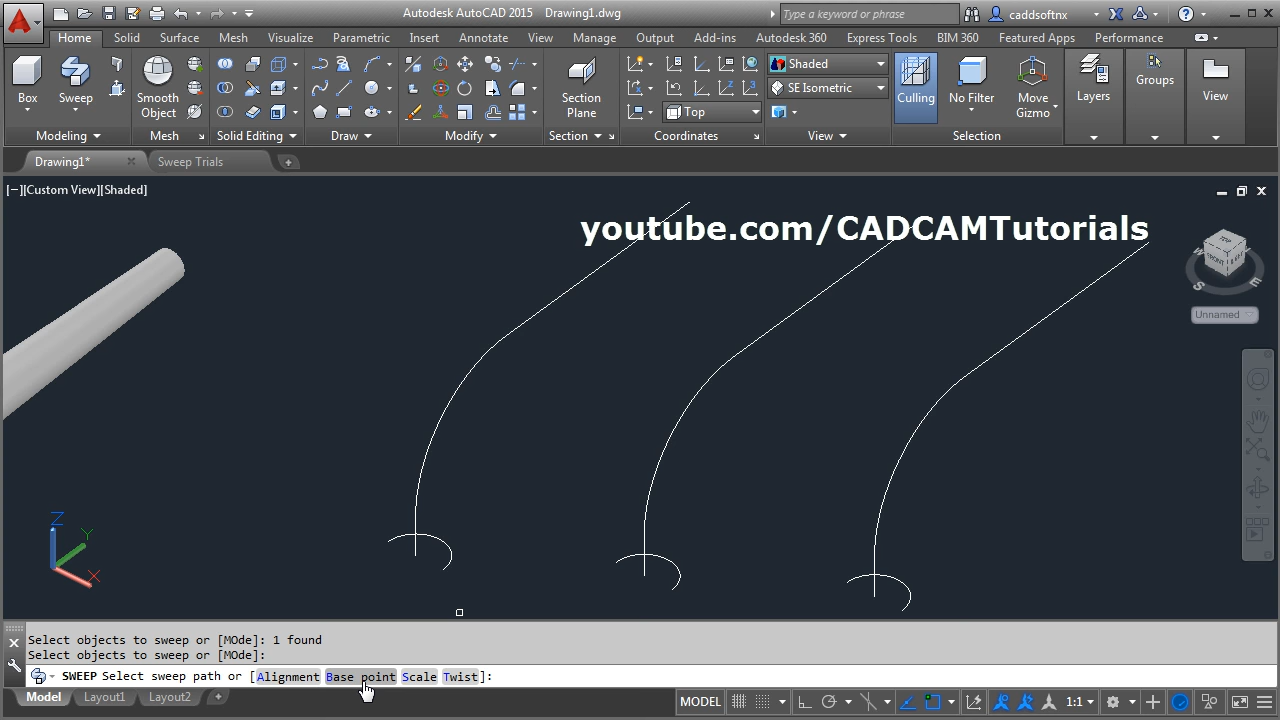 Autodesk AutoCAD 2015 Drawing1.dwg
Type a keyword or phrase
caddsoftnx
Home Solid Surface Mesh Visualize Parametric Insert Annotate View Manage Output Add-ins Autodesk 360 Express Tools BIM 360 Featured Apps Performance
Box
Sweep
Smooth
Object
Section
Plane
Shaded
SE Isometric
Top
Culling
No Filter
Move
Gizmo
Layers
Groups
View
Modeling
Mesh
Solid Editing
Draw
Modify
Section
Coordinates
View
Selection
Drawing1*
Sweep Trials
[−][Custom View][Shaded]
youtube.com/CADCAMTutorials
TOP
FRONT
W
S
E
Unnamed
Z
Y
X
Select objects to sweep or [MOde]: 1 found
Select objects to sweep or [MOde]:
SWEEP Select sweep path or [Alignment Base point Scale Twist]:
Model Layout1 Layout2
MODEL
1:1